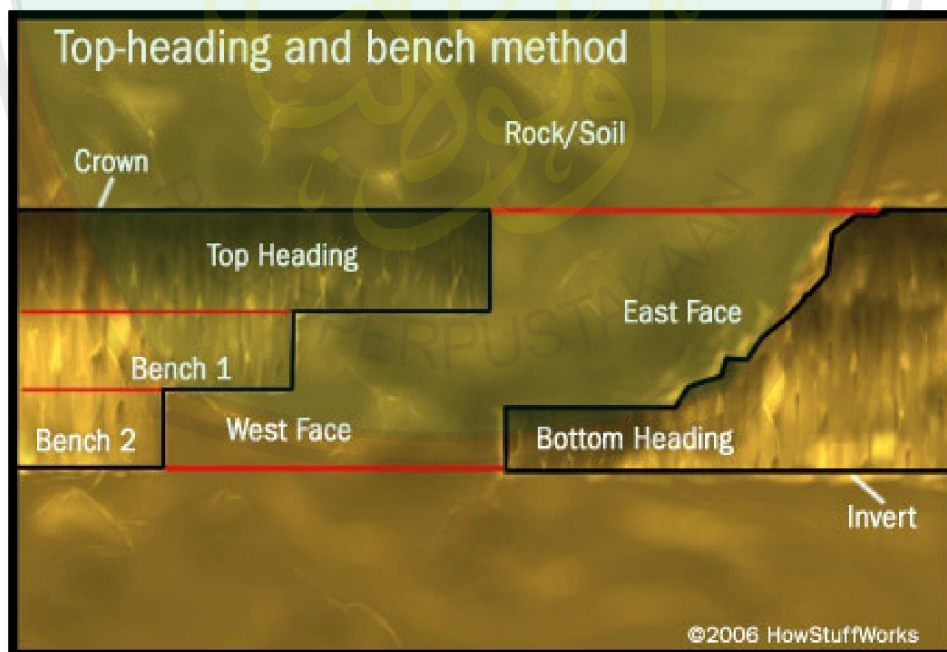 Top-heading and bench method
Rock/Soil
Crown
Top Heading
East Face
Bench 1
West Face
Bench 2
Bottom Heading
Invert
©2006 HowStuffWorks
PERPUSTAKAAN